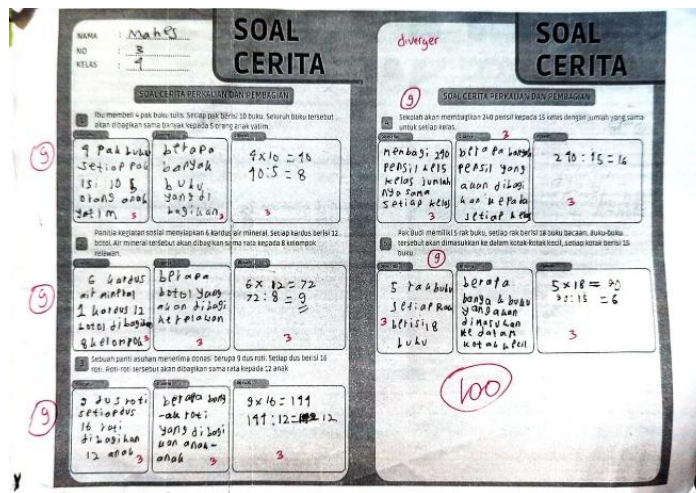 NAMA : Mahes
NO : 3
KELAS : 4
SOAL
CERITA
SOAL CERITA PERKALIAN DAN PEMBAGIAN
Ibu membeli 4 pak buku tulis. Setiap pak berisi 10 buku. Seluruh buku tersebut
akan dibagikan sama banyak kepada 5 orang anak yatim.
9
4 pak buku
setiap pak
isi 10 5
orang anak
yatim 3
berapa
banyak
buku
yang di
bagikan 3
4 x 10 = 40
40:5 = 8
3
Panitia kegiatan sosial menyiapkan 6 kardus air mineral. Setiap kardus berisi 12
botol. Air mineral tersebut akan dibagikan sama rata kepada 8 kelompok
relawan.
9
6 kardus
air mineral
1 kardus 12
botol dibagikan
8 kelompok 3
berapa
botol yang
akan dibagi
ke relawan
3
6 x 12 = 72
72 : 8 = 9
3
3
Sebuah panti asuhan menerima donasi berupa 9 dus roti. Setiap dus berisi 16
roti. Roti-roti tersebut akan dibagikan sama rata kepada 12 anak
9
9 dus roti
setiap dus
16 roti
dibagikan
12 anak 3
berapa bany
-ak roti
yang dibagi
kan anak-
anak 3
9 x 16 = 144
144 : 12 = 12
3
diverger
SOAL
CERITA
9
SOAL CERITA PERKALIAN DAN PEMBAGIAN
Sekolah akan membagikan 240 pensil kepada 15 kelas dengan jumlah yang sama
untuk setiap kelas.
3
membagi 240
pensil kels
kelas jumlah
nya sama
setiap kelas
3
berapa banyak
pensil yang
akan dibagi
kan kepada
setiap kelas
240 : 15 = 16
3
Pak Budi memiliki 5 rak buku, setiap rak berisi 18 buku bacaan. Buku-buku
tersebut akan dimasukkan ke dalam kotak-kotak kecil, setiap kotak berisi 15
buku.
9
5 rak buku
setiap Rak
3 berisi 18
buku
berapa
banya k buku
yang akan
dimasukan
ke dalam
kotak kecil
5 x 18 = 90
90 : 15 = 6
3
100